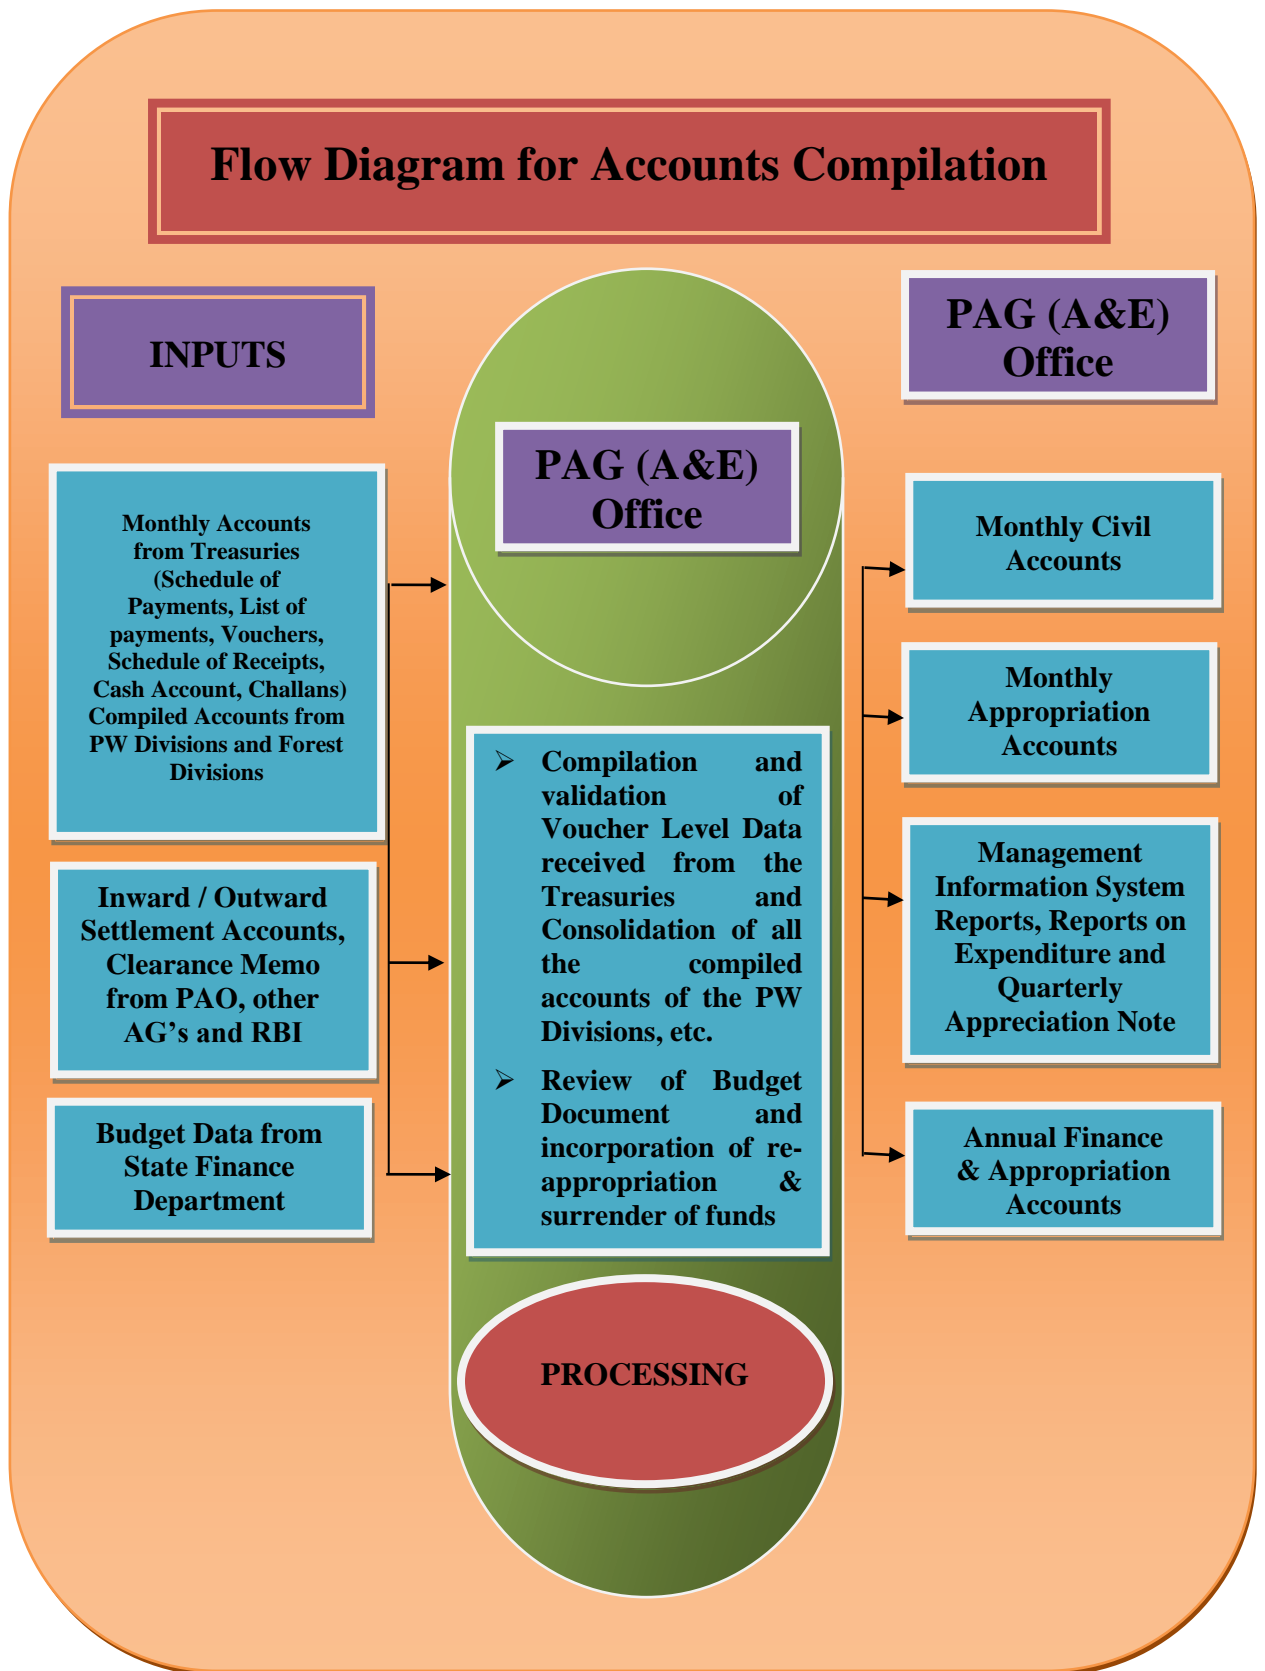 Flow Diagram for Accounts Compilation
INPUTS
Monthly Accounts
from Treasuries
(Schedule of
Payments, List of
payments, Vouchers,
Schedule of Receipts,
Cash Account, Challans)
Compiled Accounts from
PW Divisions and Forest
Divisions
Inward / Outward
Settlement Accounts,
Clearance Memo
from PAO, other
AG’s and RBI
Budget Data from
State Finance
Department
PAG (A&E)
Office
➢ Compilation and
validation of
Voucher Level Data
received from the
Treasuries and
Consolidation of all
the compiled
accounts of the PW
Divisions, etc.
➢ Review of Budget
Document and
incorporation of re-
appropriation &
surrender of funds
PROCESSING
PAG (A&E)
Office
Monthly Civil
Accounts
Monthly
Appropriation
Accounts
Management
Information System
Reports, Reports on
Expenditure and
Quarterly
Appreciation Note
Annual Finance
& Appropriation
Accounts